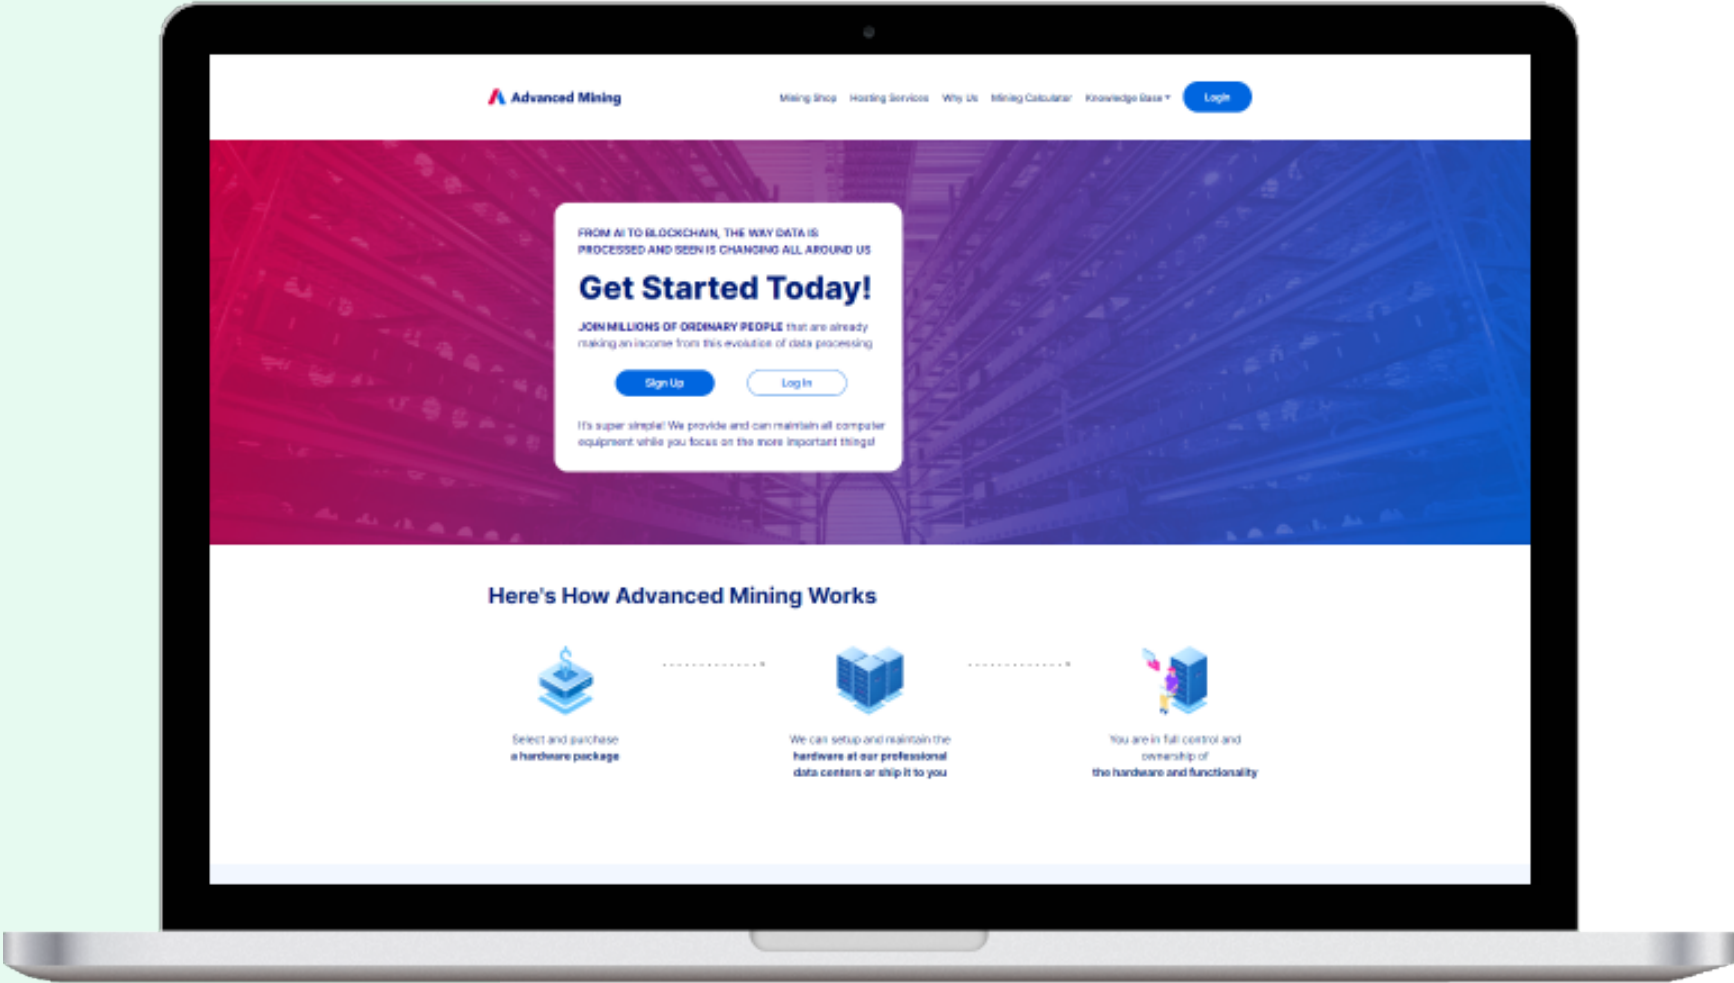 Advanced Mining
Mining Shop Hosting Services Why Us Mining Calculator Knowledge Base Login
FROM AI TO BLOCKCHAIN, THE WAY DATA IS
PROCESSED AND SEEN IS CHANGING ALL AROUND US
Get Started Today!
JOIN MILLIONS OF ORDINARY PEOPLE that are already
making an income from this evolution of data processing
Sign Up Log In
It's super simple! We provide and can maintain all computer
equipment while you focus on the more important things!
Here's How Advanced Mining Works
Select and purchase
a hardware package
We can setup and maintain the
hardware at our professional
data centers or ship it to you
You are in full control and
ownership of
the hardware and functionality